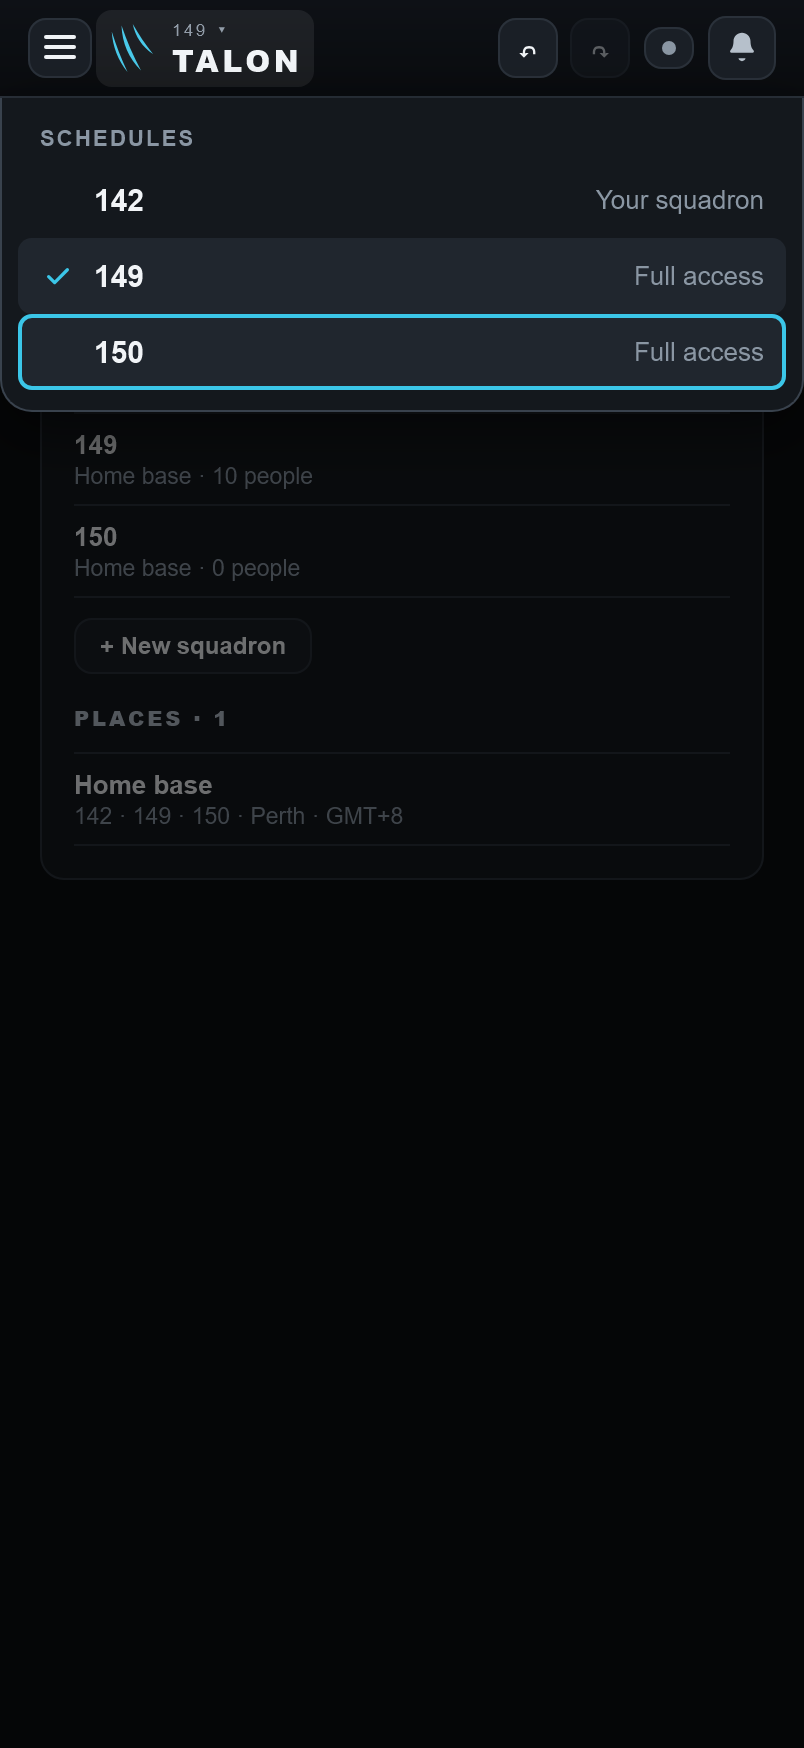 149 ▾
TALON
SCHEDULES
142 Your squadron
149 Full access
150 Full access
149
Home base · 10 people
150
Home base · 0 people
+ New squadron
PLACES · 1
Home base
142 · 149 · 150 · Perth · GMT+8